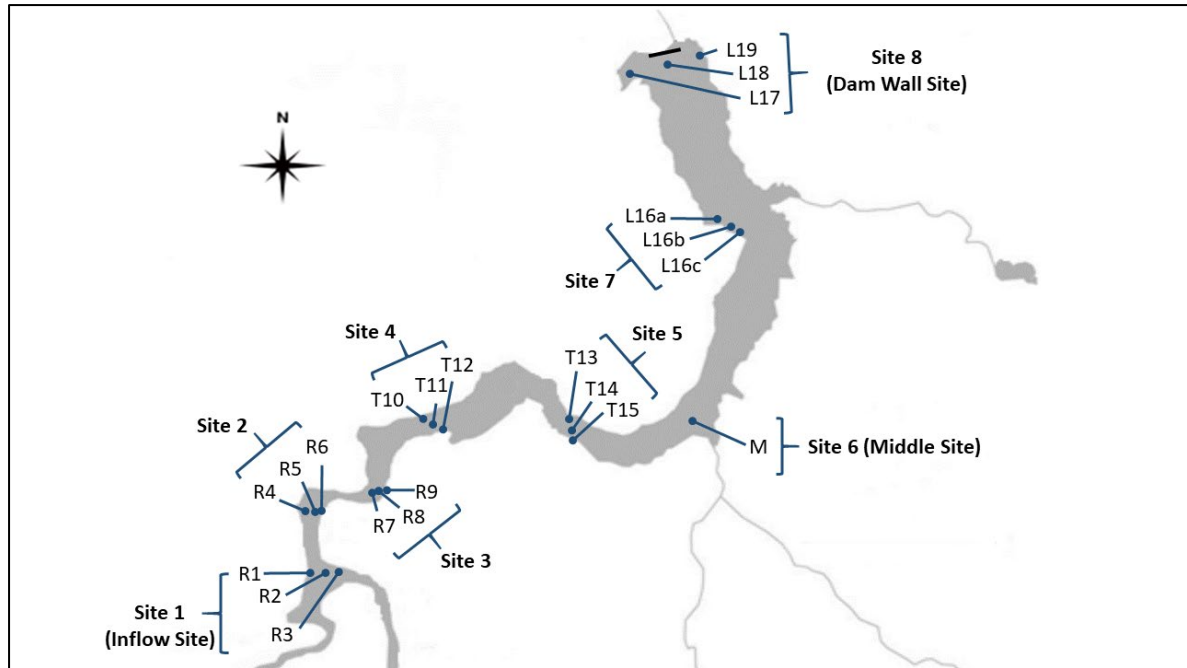 L19
L18
L17
Site 8
(Dam Wall Site)
N
L16a
L16b
L16c
Site 7
Site 4
T12
T11
T10
Site 5
T13
T14
T15
Site 2
R6
R5
R4
M
Site 6 (Middle Site)
R9
R8
R7
Site 3
R1
R2
R3
Site 1
(Inflow Site)